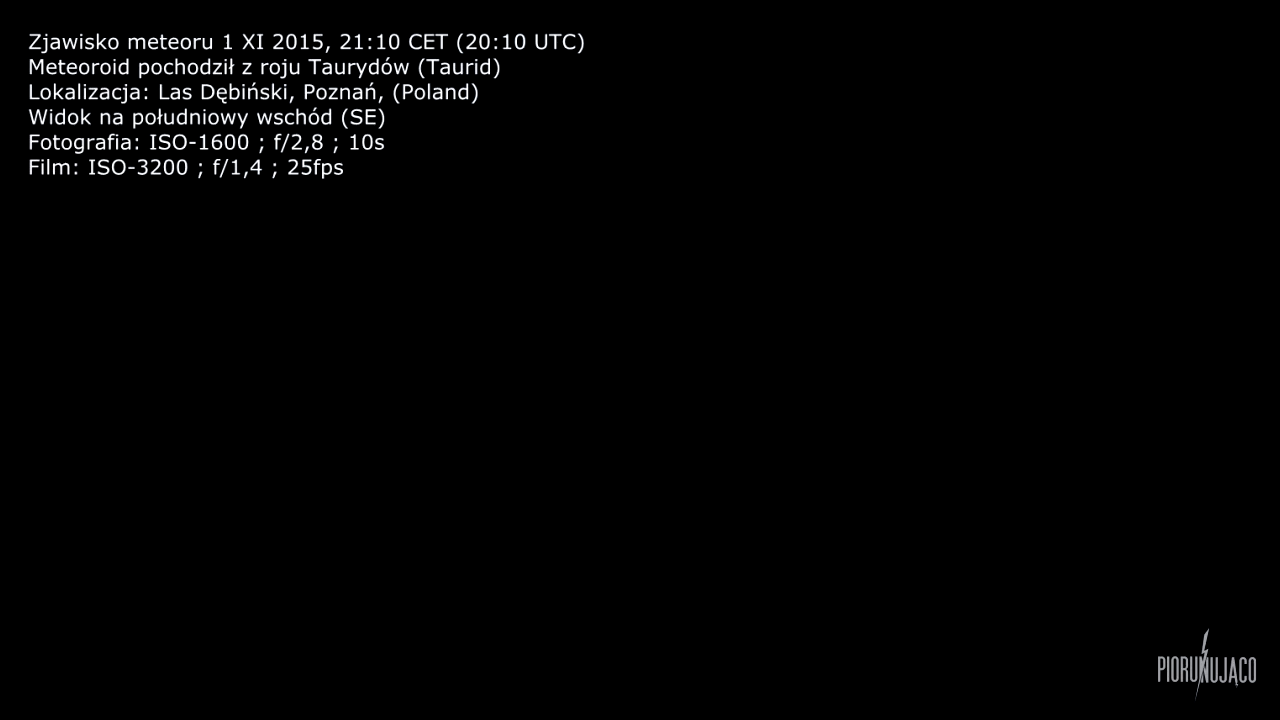 Zjawisko meteoru 1 XI 2015, 21:10 CET (20:10 UTC)
Meteoroid pochodził z roju Taurydów (Taurid)
Lokalizacja: Las Dębiński, Poznań, (Poland)
Widok na południowy wschód (SE)
Fotografia: ISO-1600 ; f/2,8 ; 10s
Film: ISO-3200 ; f/1,4 ; 25fps
PIORUNUJĄCO